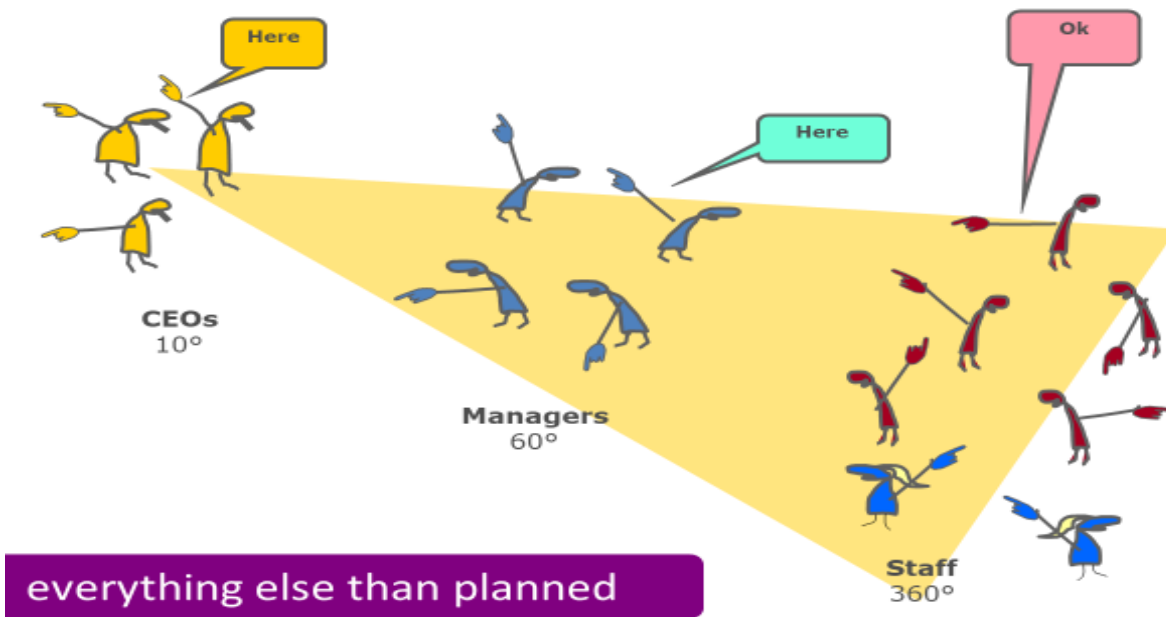 Here
Ok
Here
CEOs
10°
Managers
60°
Staff
360°
everything else than planned